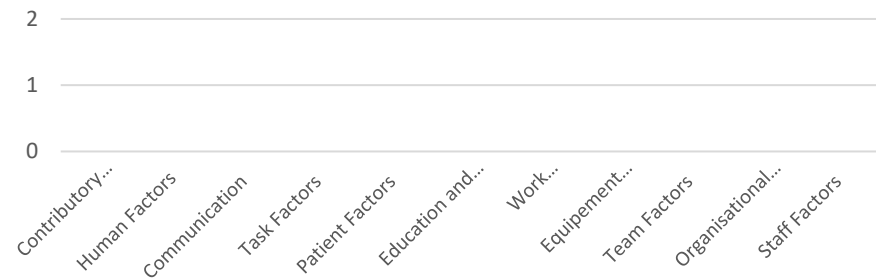 2
1
0
Contributory...
Human Factors
Communication
Task Factors
Patient Factors
Education and...
Work...
Equipement...
Team Factors
Organisational...
Staff Factors